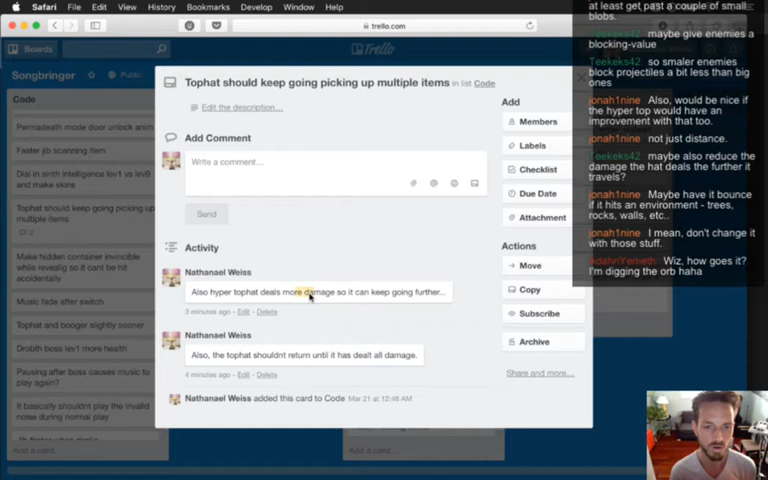 Safari File Edit View History Bookmarks Develop Window Help
trello.com
Boards
Trello
Songbringer
Public
Code
Permadeath mode door unlock anim
Faster jib scanning item
Dial in sinth intelligence lev1 vs lev9
and make skins
Tophat should keep going picking up
multiple items
2
Make hidden container invincible
while revealing so it cant be hit
accidentally
Music fade after switch
Tophat and booger slightly sooner
Drobth boss lev1 more health
Pausing after boss causes music to
play again?
It basically shouldnt play the invalid
noise during normal play
Add a card...
Add a card...
Tophat should keep going picking up multiple items in list Code
Edit the description...
Add Comment
Write a comment...
Send
Activity
Nathanael Weiss
Also hyper tophat deals more damage so it can keep going further...
3 minutes ago - Edit - Delete
Nathanael Weiss
Also, the tophat shouldnt return until it has dealt all damage.
4 minutes ago - Edit - Delete
Nathanael Weiss added this card to Code Mar 21 at 12:46 AM
Add
Members
Labels
Checklist
Due Date
Attachment
Actions
Move
Copy
Subscribe
Archive
Share and more...
at least get past a couple of small
blobs.
Teekeks42 maybe give enemies a
blocking-value
Teekeks42 so smaler enemies
block projectiles a bit less than big
ones
jonah1nine Also, would be nice if
if the hyper top would have an
improvement with that too.
jonah1nine not just distance.
Teekeks42 maybe also reduce the
damage the hat deals the further it
travels?
jonah1nine Maybe have it bounce
if it hits an environment - trees,
rocks, walls, etc..
jonah1nine I mean, don't change it
with those stuff.
AdahnYemeth Wiz, how goes it?
I'm digging the orb haha